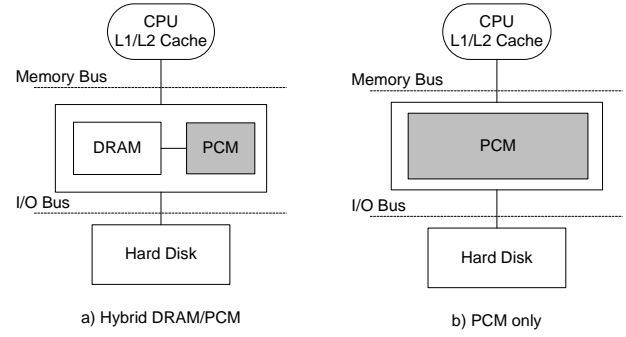 CPU
L1/L2 Cache
Memory Bus
DRAM
PCM
I/O Bus
Hard Disk
a) Hybrid DRAM/PCM
CPU
L1/L2 Cache
Memory Bus
PCM
I/O Bus
Hard Disk
b) PCM only